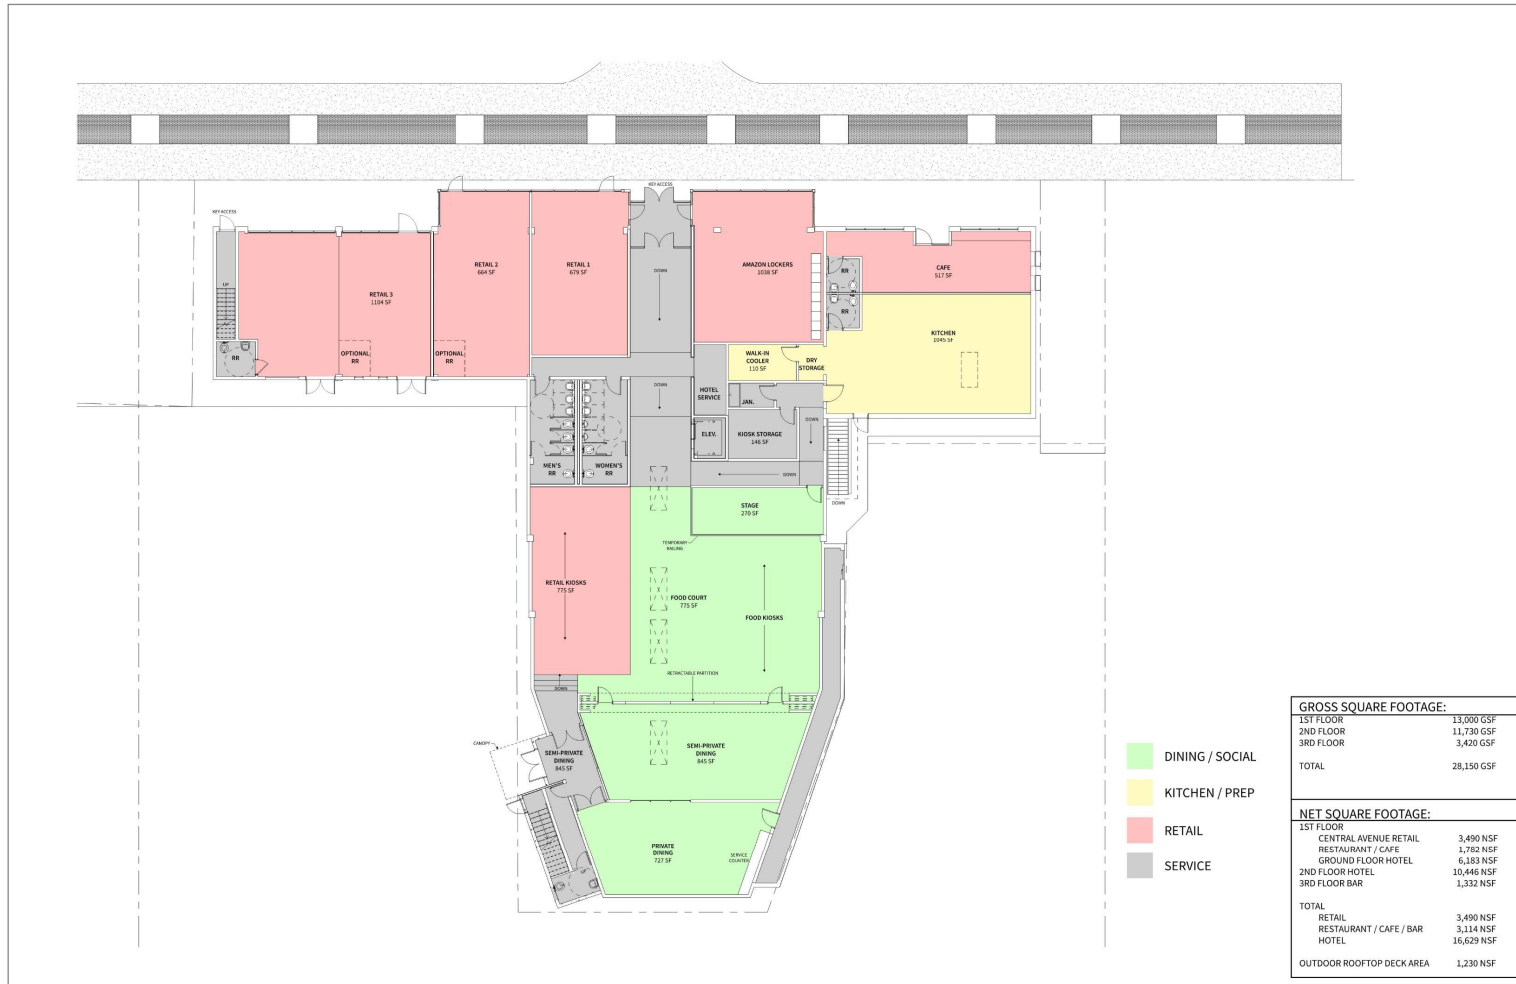 KEY ACCESS
KEY ACCESS
RETAIL 2
664 SF
RETAIL 1
679 SF
DOWN
AMAZON LOCKERS
1038 SF
RR
CAFE
517 SF
UP
RETAIL 3
1104 SF
RR
KITCHEN
1045 SF
OPTIONAL
RR
OPTIONAL
RR
RR
WALK-IN
COOLER
110 SF
DRY
STORAGE
DOWN
HOTEL
SERVICE
JAN.
DOWN
ELEV.
KIOSK STORAGE
146 SF
MEN'S
RR
WOMEN'S
RR
DOWN
DOWN
STAGE
270 SF
TEMPORARY
RAILING
RETAIL KIOSKS
775 SF
FOOD COURT
775 SF
FOOD KIOSKS
RETRACTABLE PARTITION
DOWN
CANOPY
SEMI-PRIVATE
DINING
845 SF
SEMI-PRIVATE
DINING
845 SF
PRIVATE
DINING
727 SF
SERVICE
COUNTER
DINING / SOCIAL
KITCHEN / PREP
RETAIL
SERVICE
GROSS SQUARE FOOTAGE:
1ST FLOOR 13,000 GSF
2ND FLOOR 11,730 GSF
3RD FLOOR 3,420 GSF
TOTAL 28,150 GSF
NET SQUARE FOOTAGE:
1ST FLOOR
CENTRAL AVENUE RETAIL 3,490 NSF
RESTAURANT / CAFE 1,782 NSF
GROUND FLOOR HOTEL 6,183 NSF
2ND FLOOR HOTEL 10,446 NSF
3RD FLOOR BAR 1,332 NSF
TOTAL
RETAIL 3,490 NSF
RESTAURANT / CAFE / BAR 3,114 NSF
HOTEL 16,629 NSF
OUTDOOR ROOFTOP DECK AREA 1,230 NSF